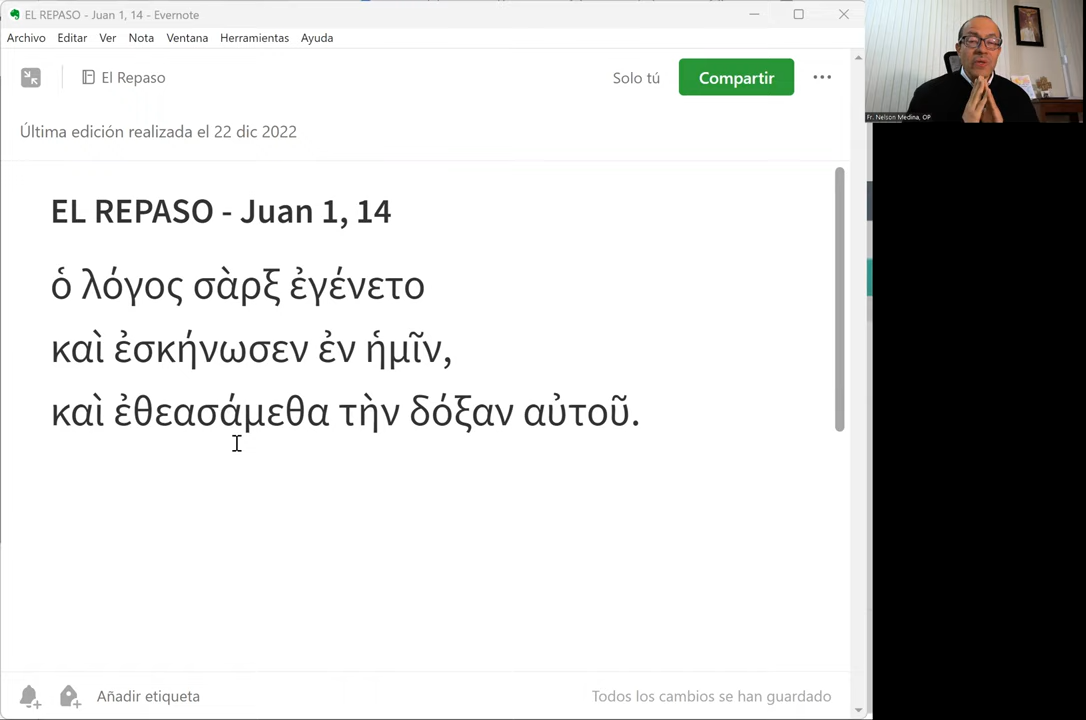 EL REPASO - Juan 1, 14 - Evernote
Archivo Editar Ver Nota Ventana Herramientas Ayuda
El Repaso
Solo tú
Compartir
Última edición realizada el 22 dic 2022
EL REPASO - Juan 1, 14
ὁ λόγος σὰρξ ἐγένετο
καὶ ἐσκήνωσεν ἐν ἡμῖν,
καὶ ἐθεασάμεθα τὴν δόξαν αὐτοῦ.
Añadir etiqueta
Todos los cambios se han guardado
Fr. Nelson Medina, OP